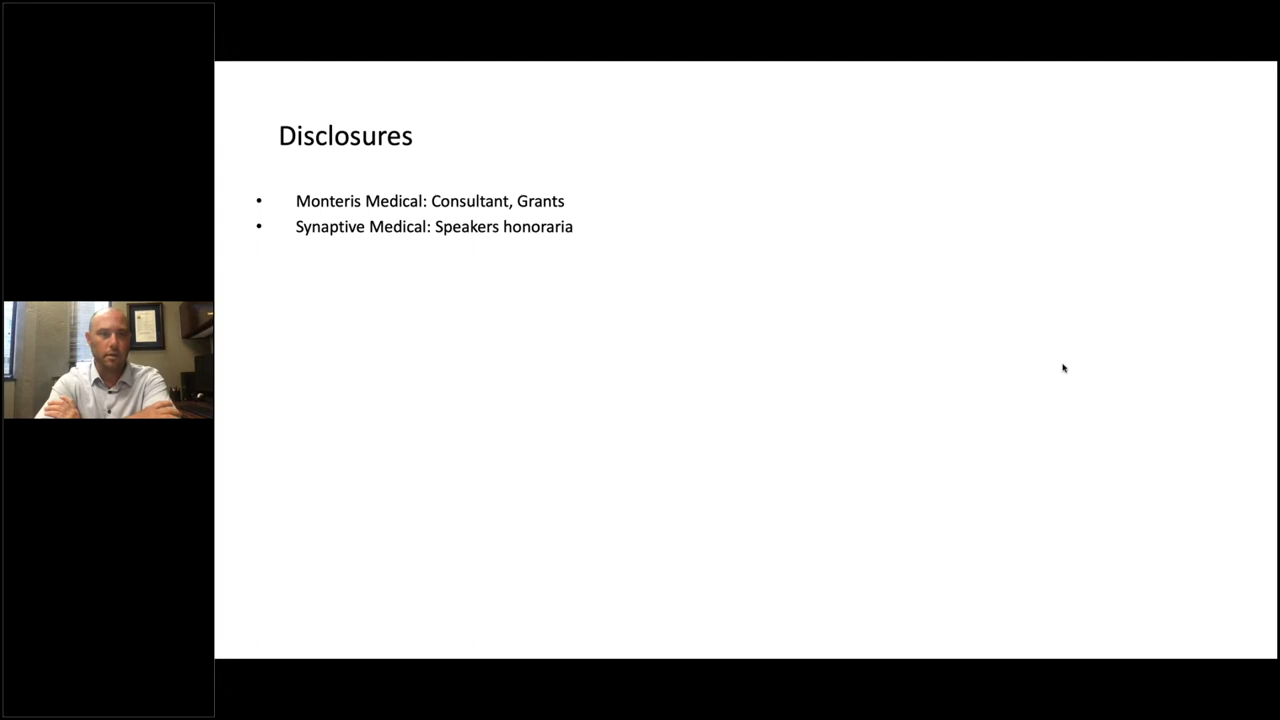 Disclosures
• Monteris Medical: Consultant, Grants
• Synaptive Medical: Speakers honoraria